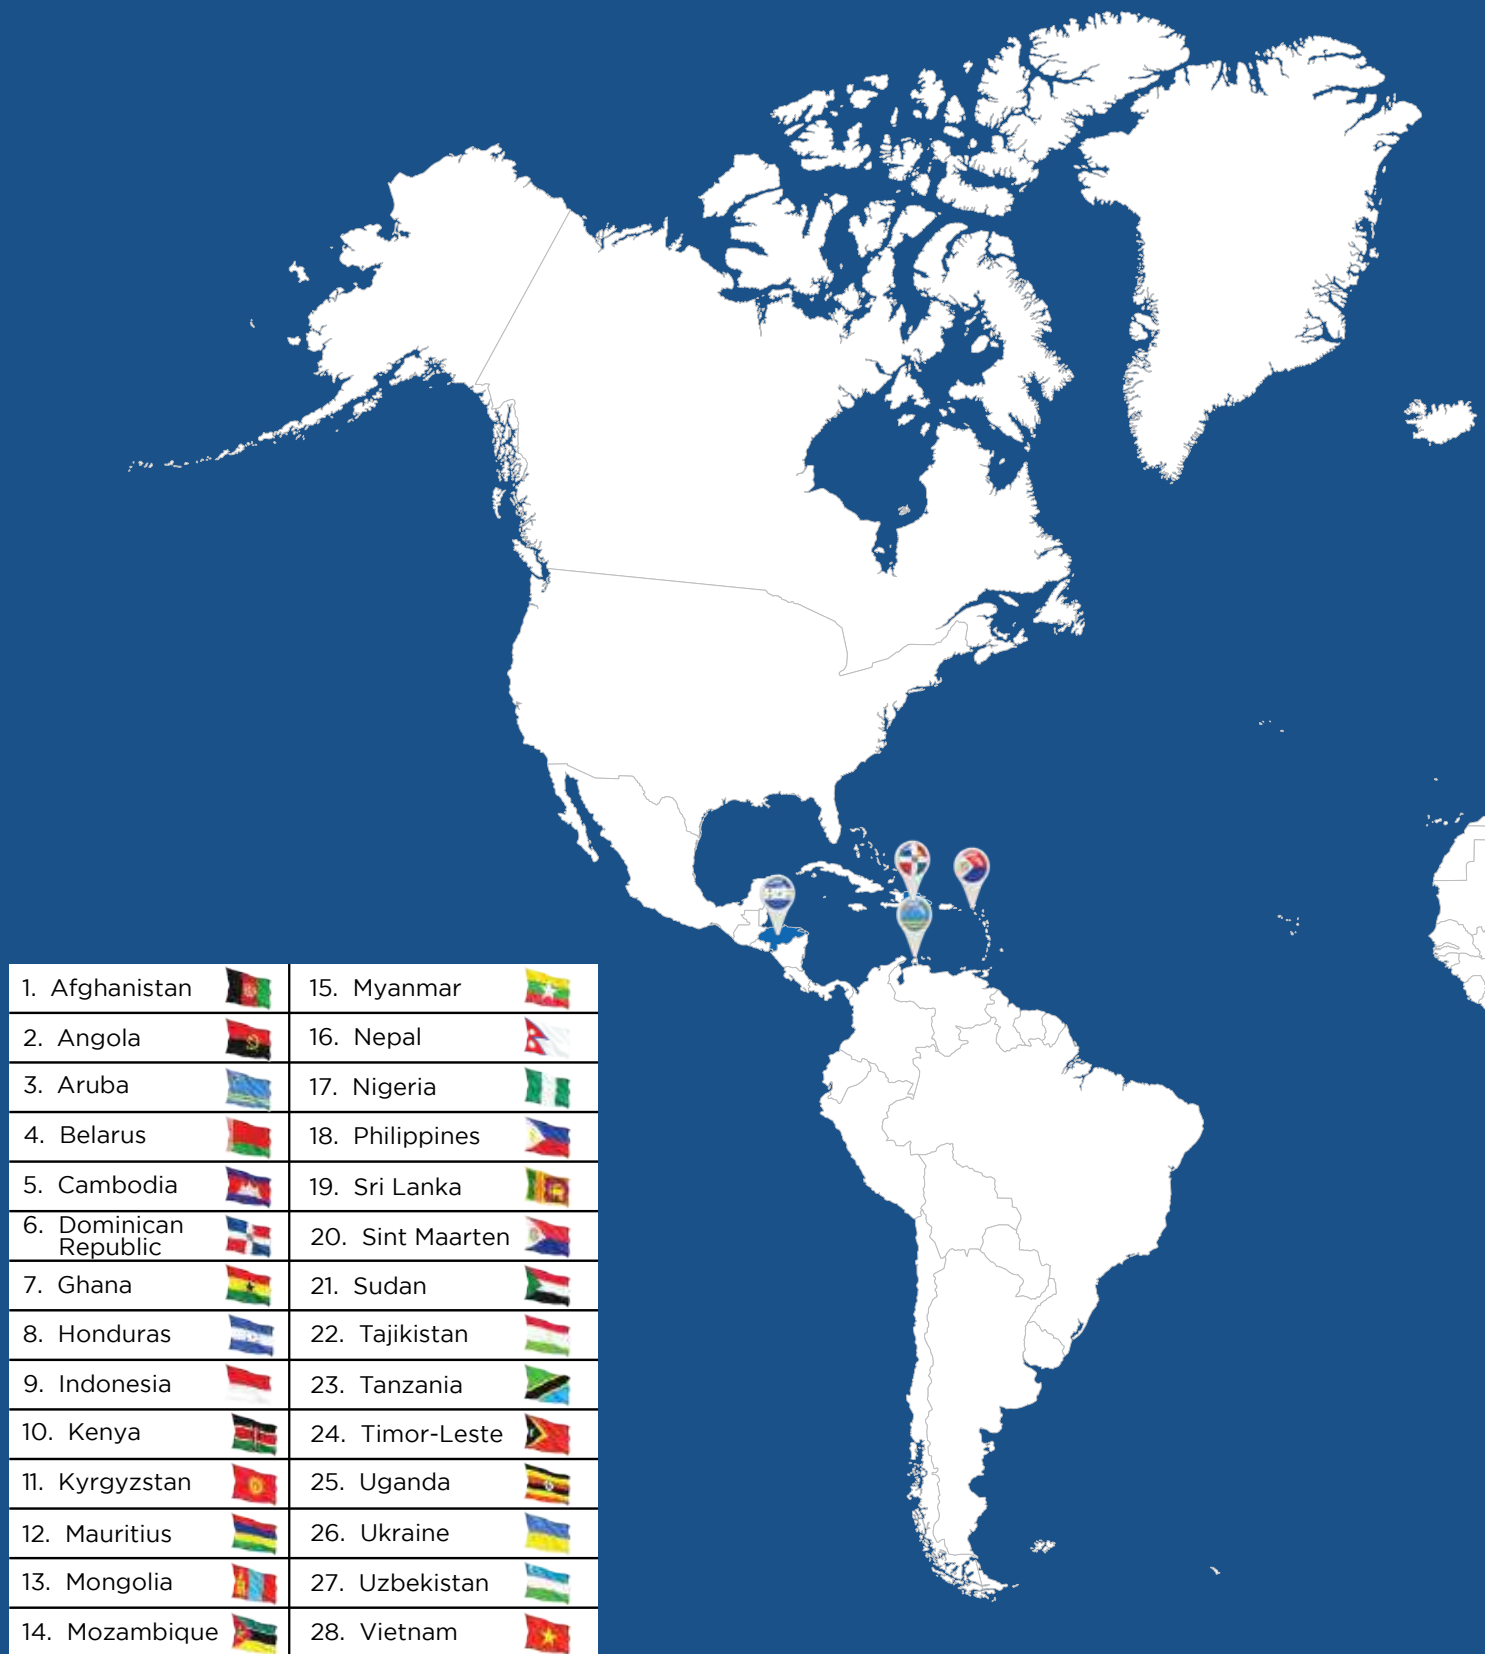 1. Afghanistan
2. Angola
3. Aruba
4. Belarus
5. Cambodia
6. Dominican
Republic
7. Ghana
8. Honduras
9. Indonesia
10. Kenya
11. Kyrgyzstan
12. Mauritius
13. Mongolia
14. Mozambique
15. Myanmar
16. Nepal
17. Nigeria
18. Philippines
19. Sri Lanka
20. Sint Maarten
21. Sudan
22. Tajikistan
23. Tanzania
24. Timor-Leste
25. Uganda
26. Ukraine
27. Uzbekistan
28. Vietnam